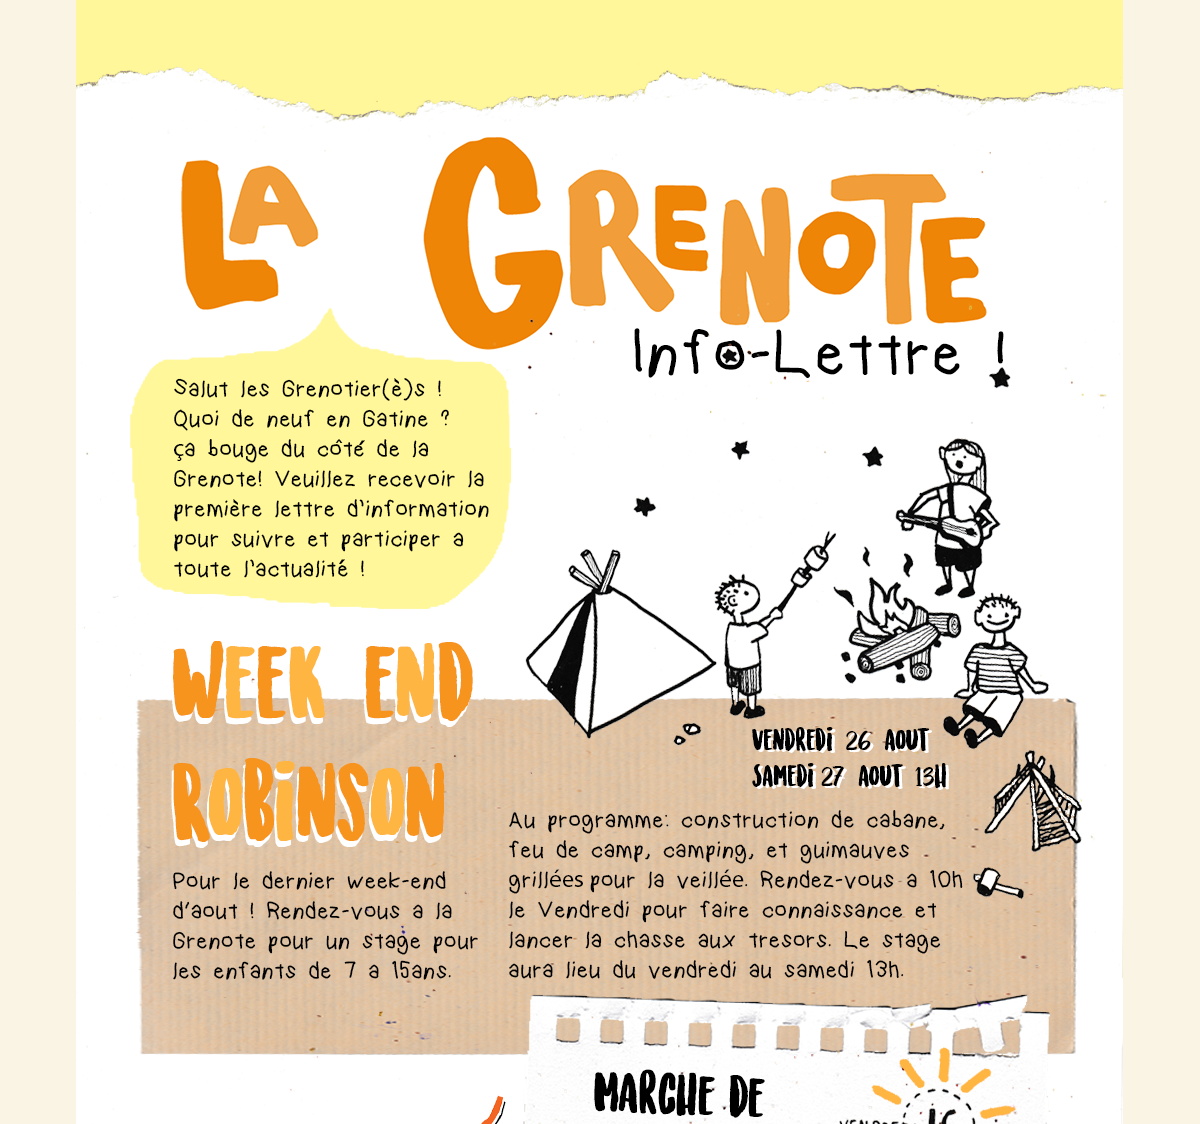 LA GRENOTE
Info-Lettre !
Salut les Grenotier(è)s !
Quoi de neuf en Gatine ?
ça bouge du côté de la
Grenote! Veuillez recevoir la
première lettre d'information
pour suivre et participer a
toute l'actualité !
WEEK END
ROBiNSON
VENDREDi 26 AOUT
SAMEDi 27 AOUT 13H
Pour le dernier week-end
d'aout ! Rendez-vous a la
Grenote pour un stage pour
les enfants de 7 a 15ans.
Au programme: construction de cabane,
feu de camp, camping, et guimauves
grillées pour la veillée. Rendez-vous a 10h
le Vendredi pour faire connaissance et
lancer la chasse aux tresors. Le stage
aura lieu du vendredi au samedi 13h.
MARCHE DE